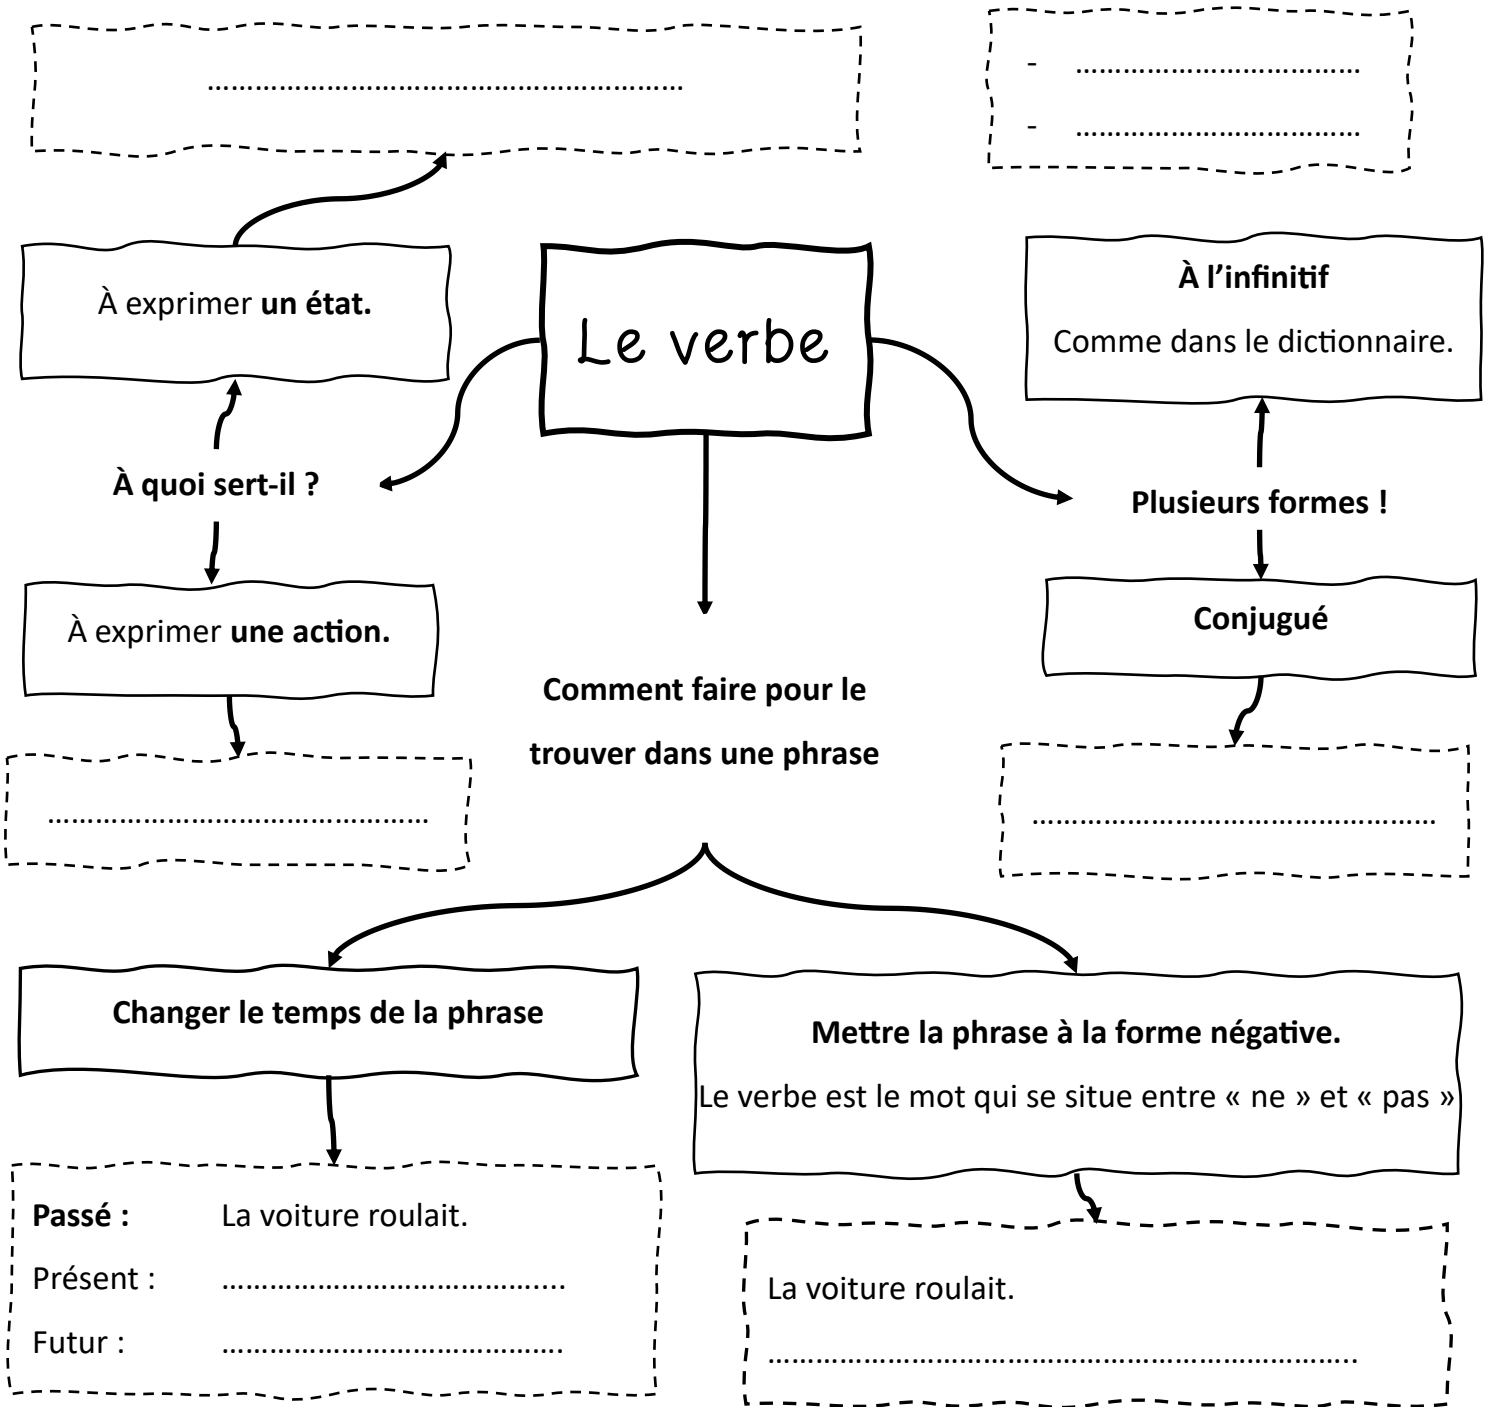 ……………………………………………………
- ………………………………
- ………………………………
À exprimer un état.
Le verbe
À l’infinitif
Comme dans le dictionnaire.
À quoi sert-il ?
Plusieurs formes !
À exprimer une action.
Conjugué
Comment faire pour le
trouver dans une phrase
…………………………………………
……………………………………………
Changer le temps de la phrase
Mettre la phrase à la forme négative.
Le verbe est le mot qui se situe entre « ne » et « pas »
Passé : La voiture roulait.
Présent : ……………………………………..
Futur : …………………………………….
La voiture roulait.
………………………………………………………………..